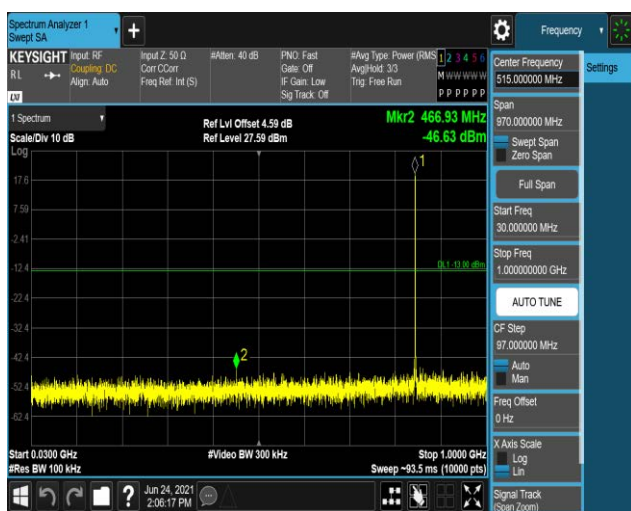 Spectrum Analyzer 1
Swept SA
Frequency
KEYSIGHT
RL
LXI
Input: RF
Coupling: DC
Align: Auto
Input Z: 50 Ω
Corr CCorr
Freq Ref: Int (S)
#Atten: 40 dB
PNO: Fast
Gate: Off
IF Gain: Low
Sig Track: Off
#Avg Type: Power (RMS
Avg|Hold: 3/3
Trig: Free Run
1 2 3 4 5 6
M W W W W W
P P P P P P
1 Spectrum
Scale/Div 10 dB
Log
Ref Lvl Offset 4.59 dB
Ref Level 27.59 dBm
Mkr2 466.93 MHz
-46.63 dBm
1
17.6
7.59
-2.41
-12.4
DL1 -13.00 dBm
-22.4
-32.4
-42.4
2
-52.4
-62.4
Start 0.0300 GHz
#Res BW 100 kHz
#Video BW 300 kHz
Stop 1.0000 GHz
Sweep ~93.5 ms (10000 pts)
?
Jun 24, 2021
2:06:17 PM
Center Frequency
515.000000 MHz
Settings
Span
970.000000 MHz
Swept Span
Zero Span
Full Span
Start Freq
30.000000 MHz
Stop Freq
1.000000000 GHz
AUTO TUNE
CF Step
97.000000 MHz
Auto
Man
Freq Offset
0 Hz
X Axis Scale
Log
Lin
Signal Track
(Span Zoom)